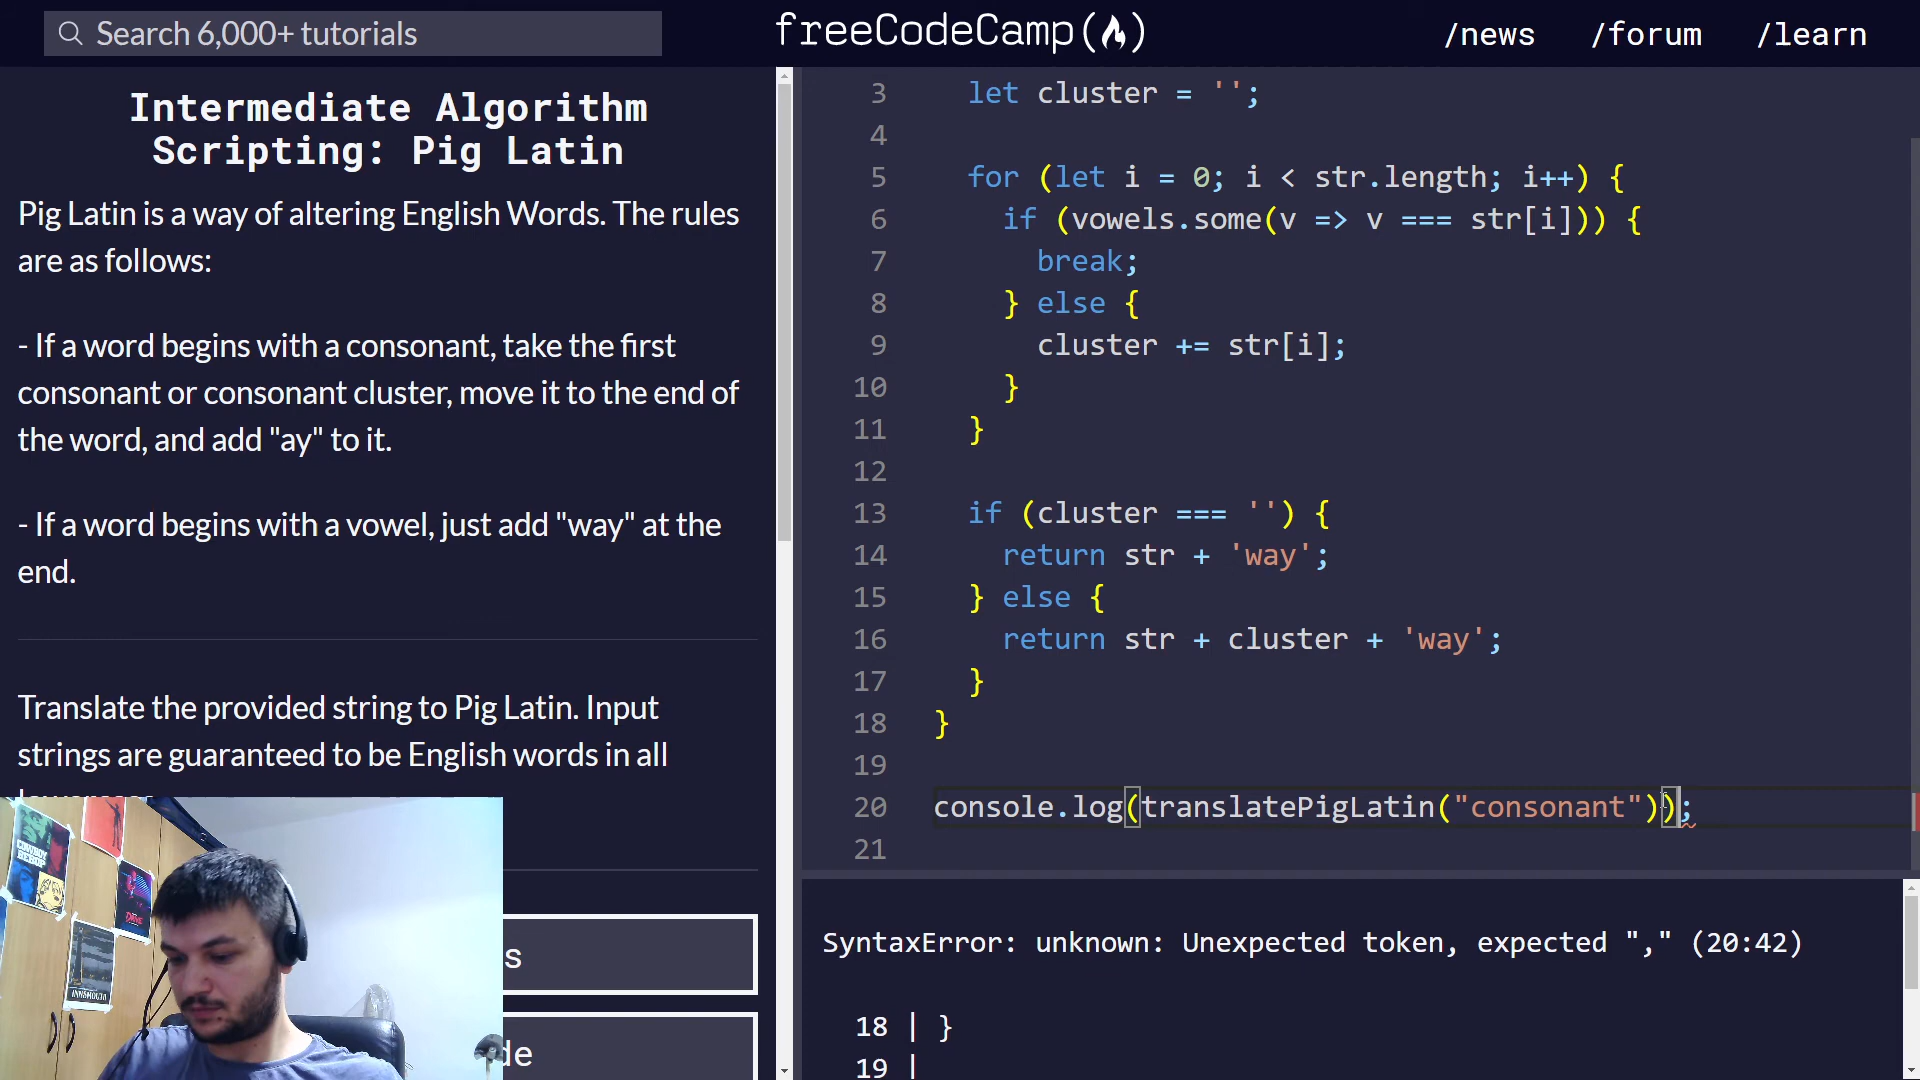 Search 6,000+ tutorials
freeCodeCamp
/news
/forum
/learn
Intermediate Algorithm
Scripting: Pig Latin
Pig Latin is a way of altering English Words. The rules
are as follows:
- If a word begins with a consonant, take the first
consonant or consonant cluster, move it to the end of
the word, and add "ay" to it.
- If a word begins with a vowel, just add "way" at the
end.
Translate the provided string to Pig Latin. Input
strings are guaranteed to be English words in all
3 let cluster = '';
4
5 for (let i = 0; i < str.length; i++) {
6 if (vowels.some(v => v === str[i])) {
7 break;
8 } else {
9 cluster += str[i];
10 }
11 }
12
13 if (cluster === '') {
14 return str + 'way';
15 } else {
16 return str + cluster + 'way';
17 }
18 }
19
20 console.log(translatePigLatin("consonant"));
21
SyntaxError: unknown: Unexpected token, expected "," (20:42)
18 | }
19 |